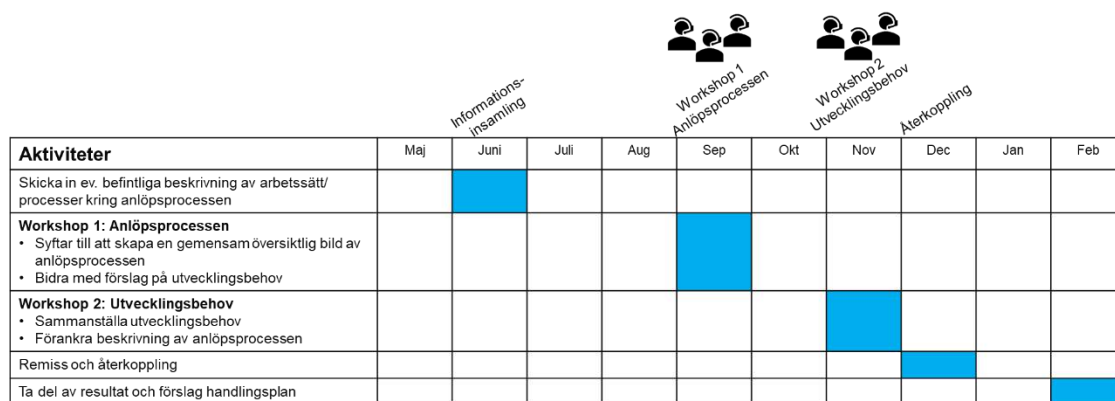 Informations-
insamling
Workshop 1
Anlöpsprocessen
Workshop 2
Utvecklingsbehov
Återkoppling
Aktiviteter Maj Juni Juli Aug Sep Okt Nov Dec Jan Feb
Skicka in ev. befintliga beskrivning av arbetssätt/
processer kring anlöpsprocessen
Workshop 1: Anlöpsprocessen
• Syftar till att skapa en gemensam översiktlig bild av
anlöpsprocessen
• Bidra med förslag på utvecklingsbehov
Workshop 2: Utvecklingsbehov
• Sammanställa utvecklingsbehov
• Förankra beskrivning av anlöpsprocessen
Remiss och återkoppling
Ta del av resultat och förslag handlingsplan